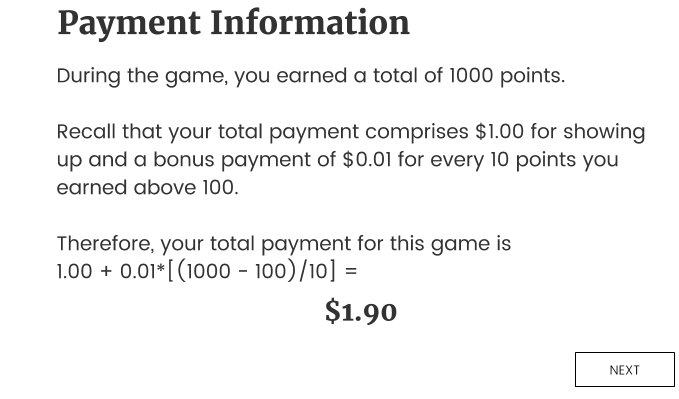 Payment Information
During the game, you earned a total of 1000 points.
Recall that your total payment comprises $1.00 for showing
up and a bonus payment of $0.01 for every 10 points you
earned above 100.
Therefore, your total payment for this game is
1.00 + 0.01*[(1000 - 100)/10] =
$1.90
NEXT